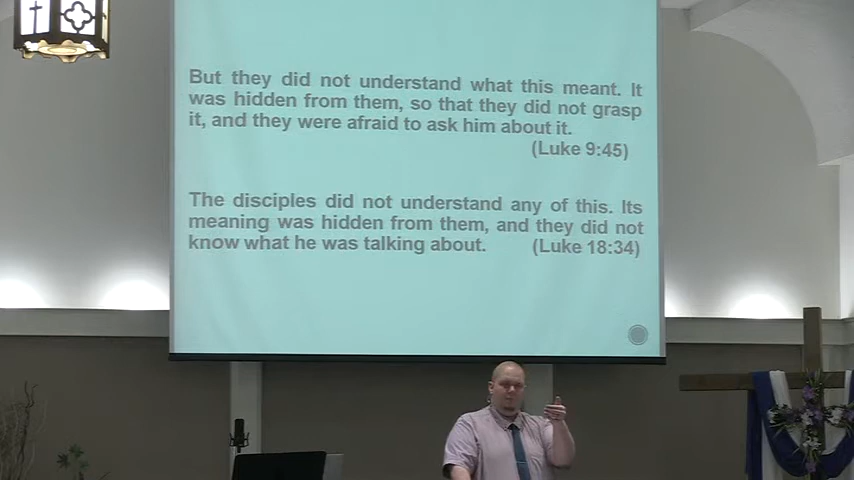 But they did not understand what this meant. It
was hidden from them, so that they did not grasp
it, and they were afraid to ask him about it.
(Luke 9:45)
The disciples did not understand any of this. Its
meaning was hidden from them, and they did not
know what he was talking about. (Luke 18:34)